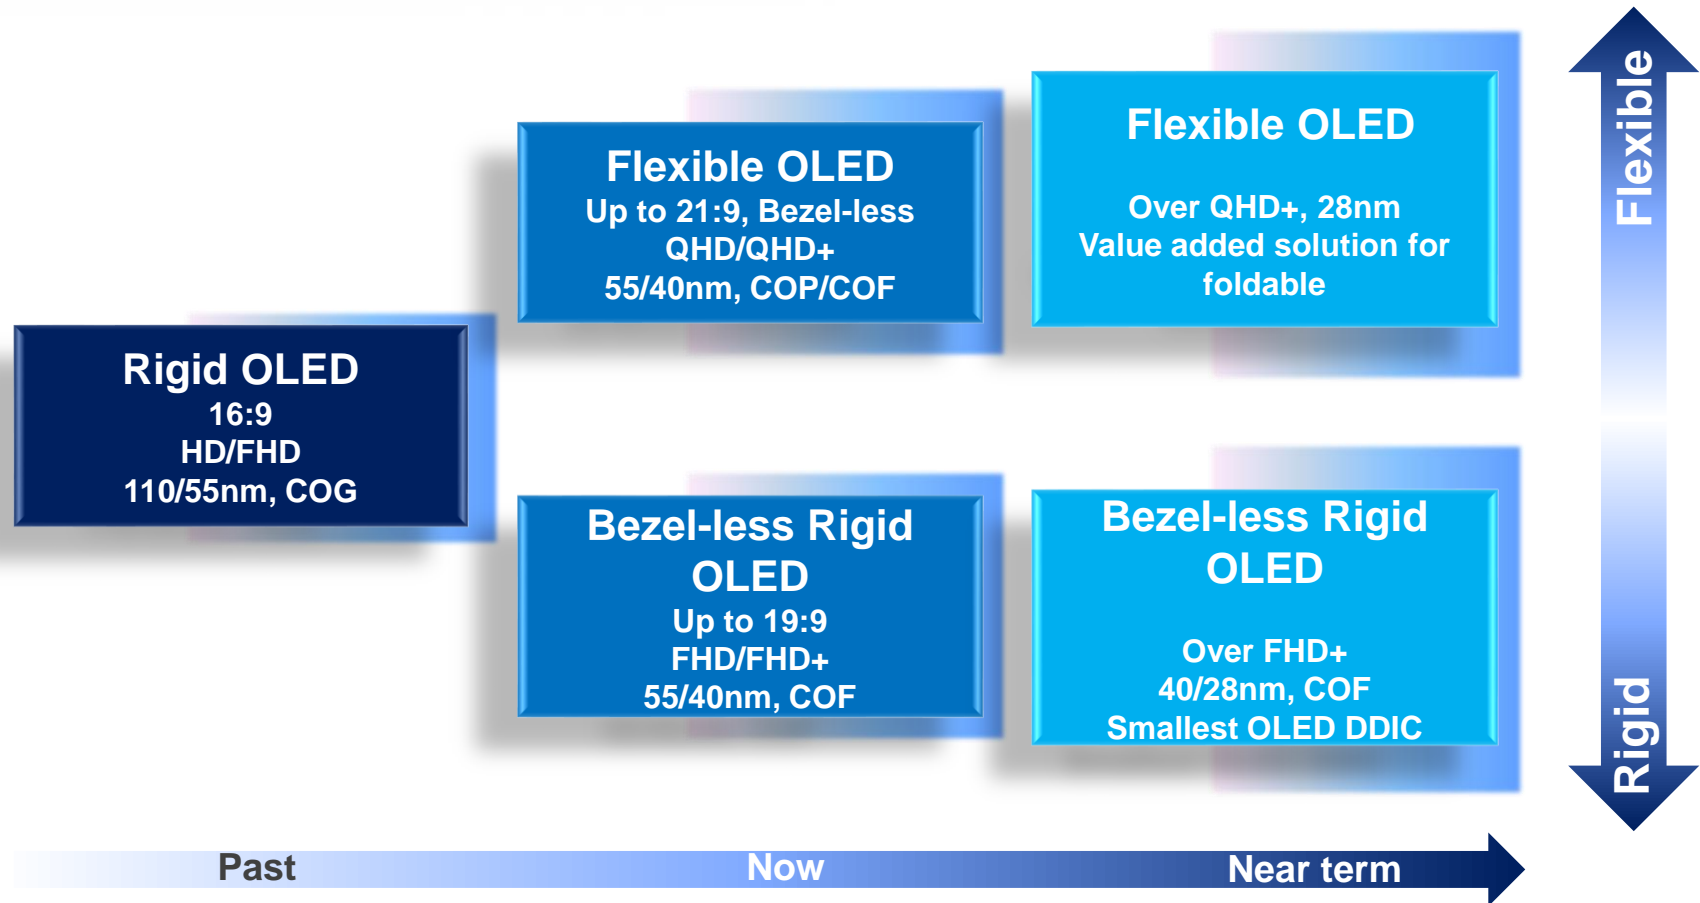 Rigid OLED
16:9
HD/FHD
110/55nm, COG
Flexible OLED
Up to 21:9, Bezel-less
QHD/QHD+
55/40nm, COP/COF
Flexible OLED
Over QHD+, 28nm
Value added solution for
foldable
Bezel-less Rigid
OLED
Up to 19:9
FHD/FHD+
55/40nm, COF
Bezel-less Rigid
OLED
Over FHD+
40/28nm, COF
Smallest OLED DDIC
Flexible
Rigid
Past
Now
Near term